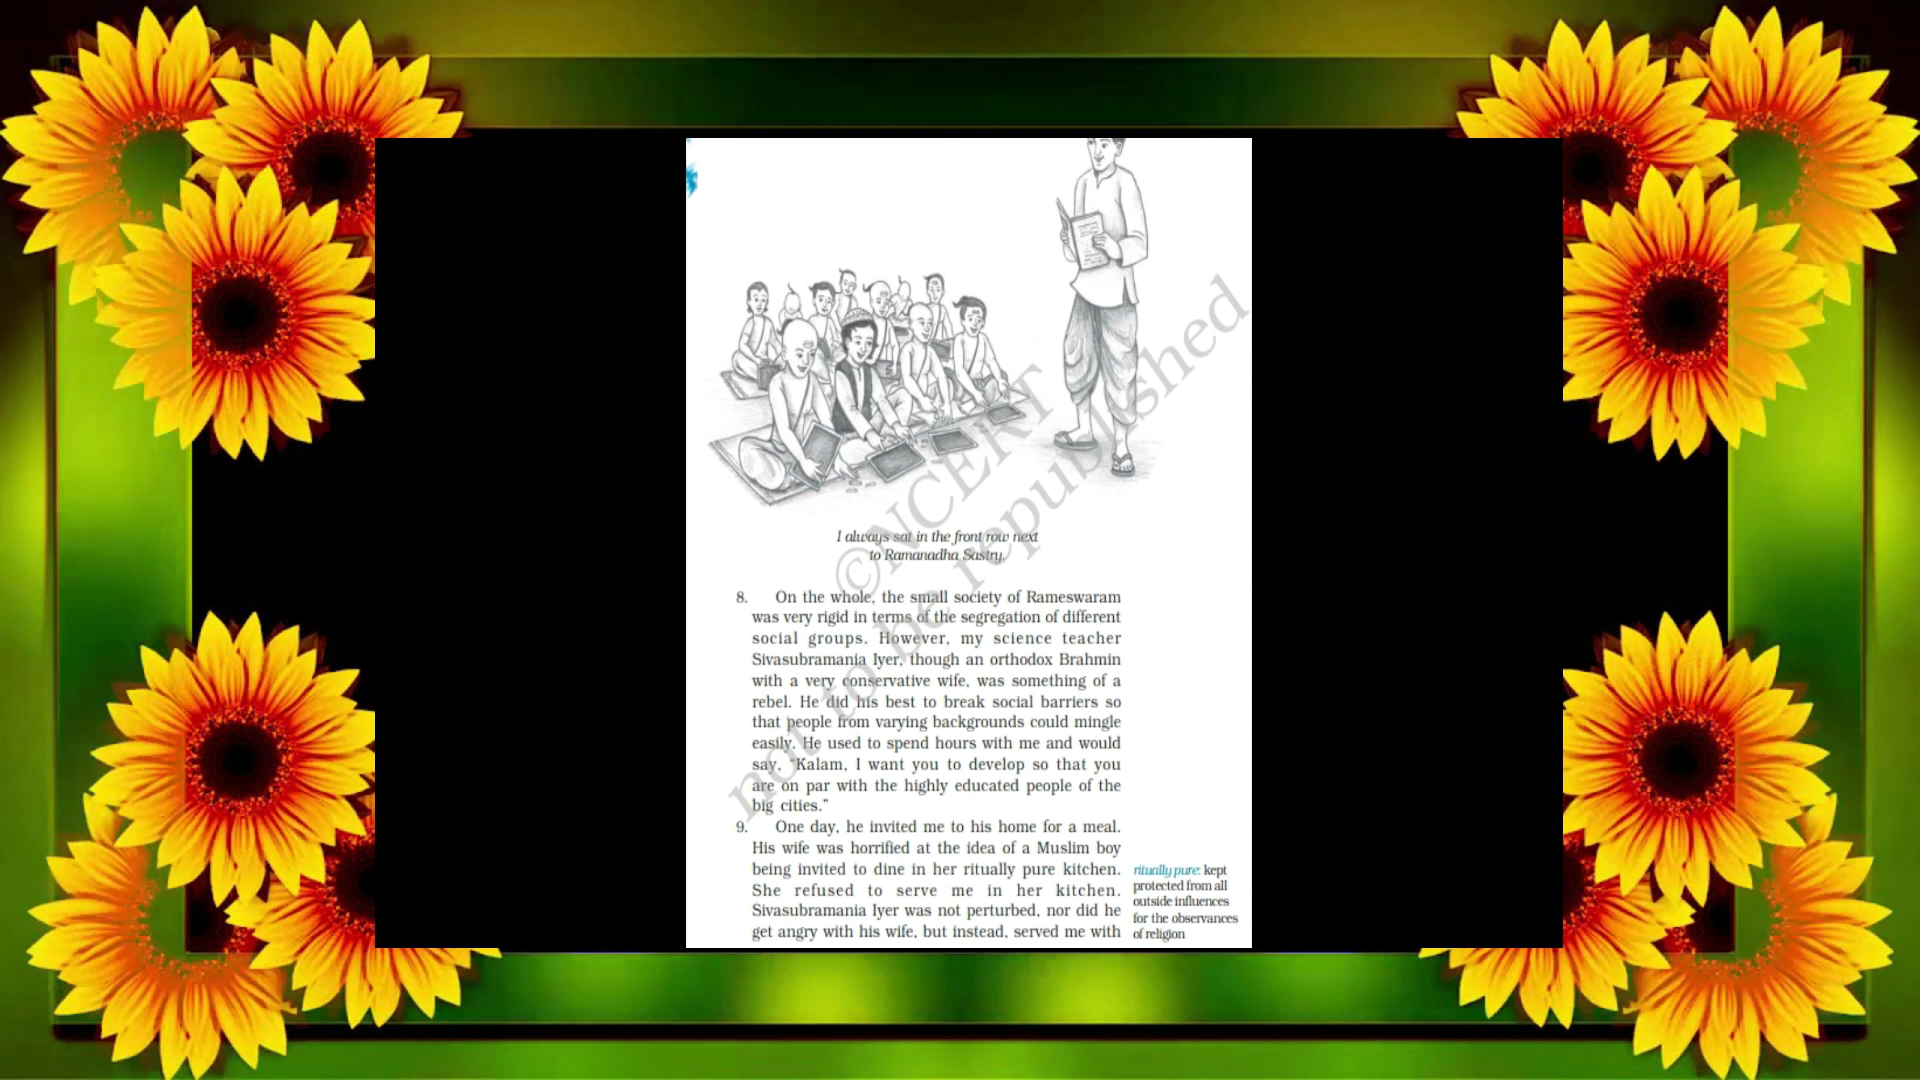 I always sat in the front row next
to Ramanadha Sastry.
8. On the whole, the small society of Rameswaram
was very rigid in terms of the segregation of different
social groups. However, my science teacher
Sivasubramania Iyer, though an orthodox Brahmin
with a very conservative wife, was something of a
rebel. He did his best to break social barriers so
that people from varying backgrounds could mingle
easily. He used to spend hours with me and would
say, “Kalam, I want you to develop so that you
are on par with the highly educated people of the
big cities.”
9. One day, he invited me to his home for a meal.
His wife was horrified at the idea of a Muslim boy
being invited to dine in her ritually pure kitchen.
She refused to serve me in her kitchen.
Sivasubramania Iyer was not perturbed, nor did he
get angry with his wife, but instead, served me with
ritually pure: kept
protected from all
outside influences
for the observances
of religion
©NCERT
not to be republished